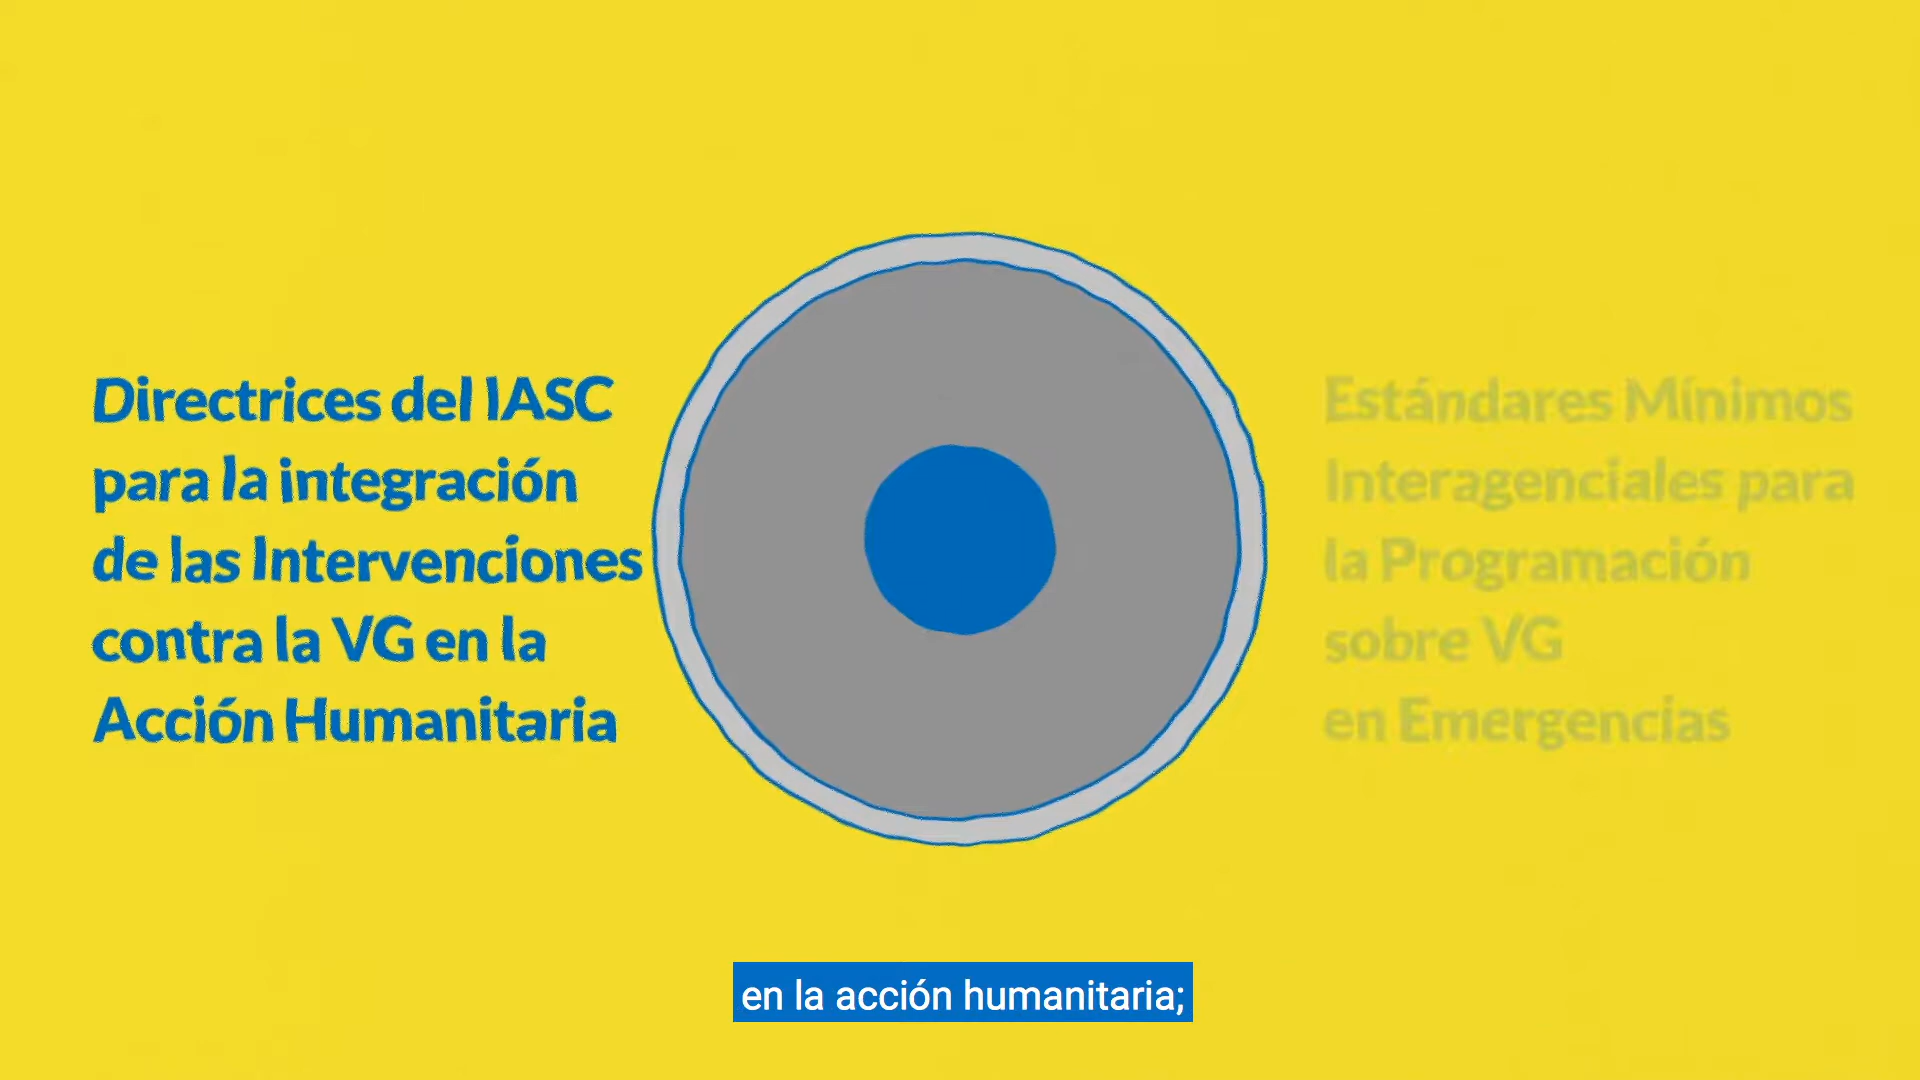 Directrices del IASC
para la integración
de las Intervenciones
contra la VG en la
Acción Humanitaria
Estándares Mínimos
Interagenciales para
la Programación
sobre VG
en Emergencias
en la acción humanitaria;